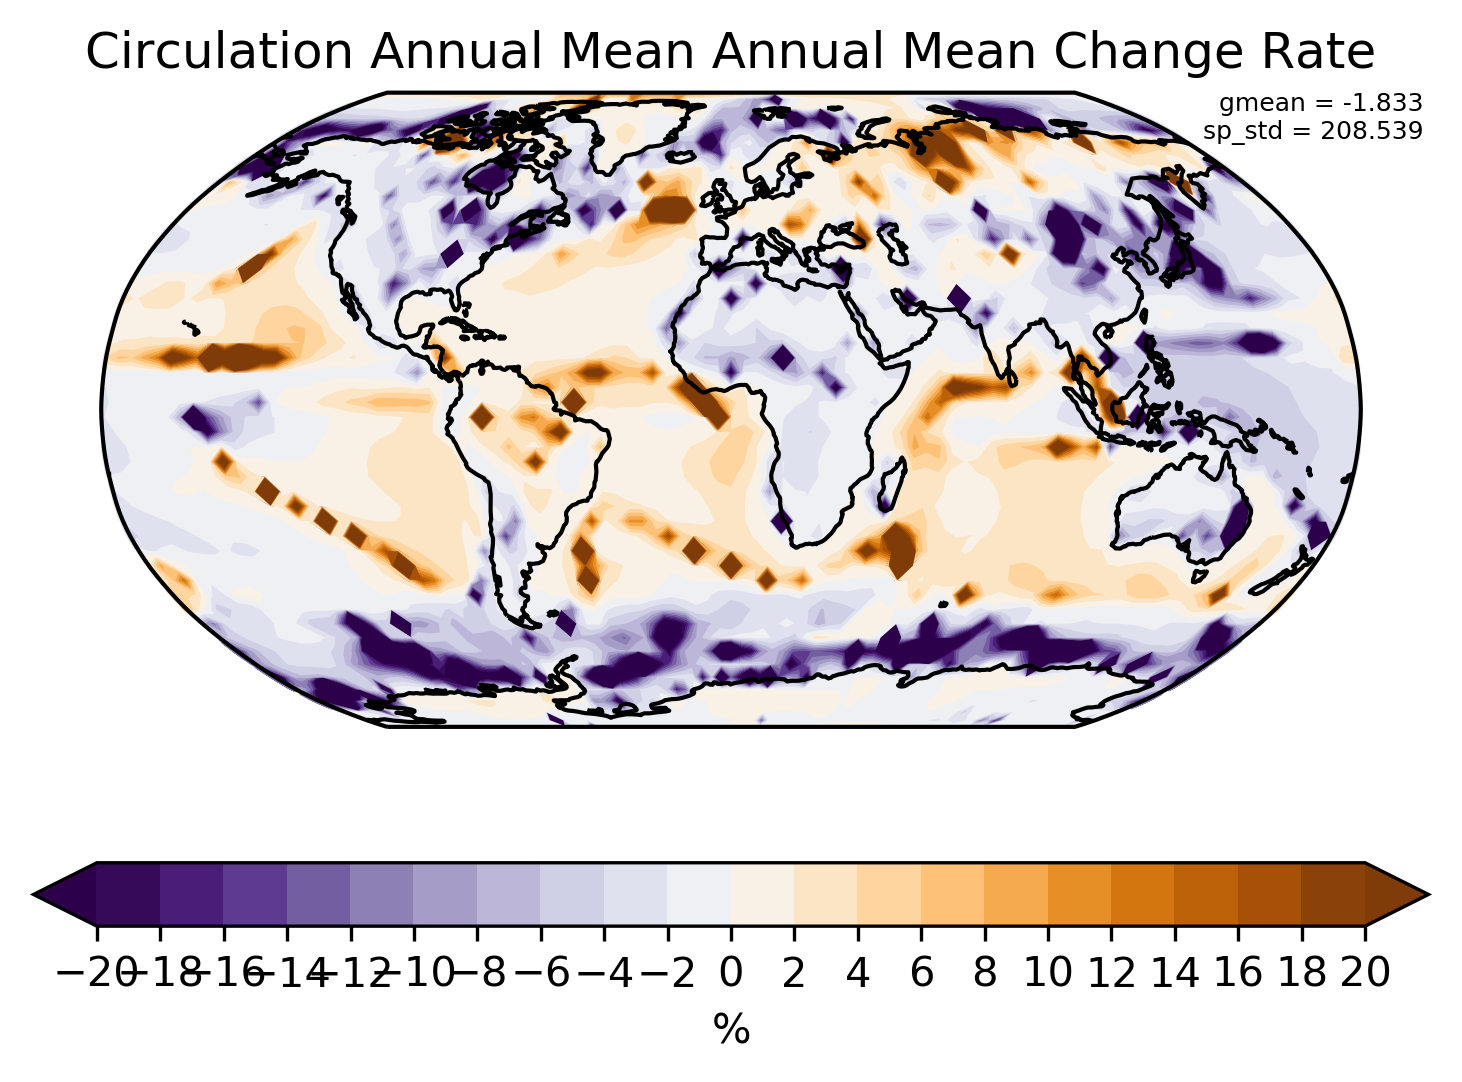 Circulation Annual Mean Annual Mean Change Rate
gmean = -1.833
sp_std = 208.539
−20 −18 −16 −14 −12 −10 −8 −6 −4 −2 0 2 4 6 8 10 12 14 16 18 20
%